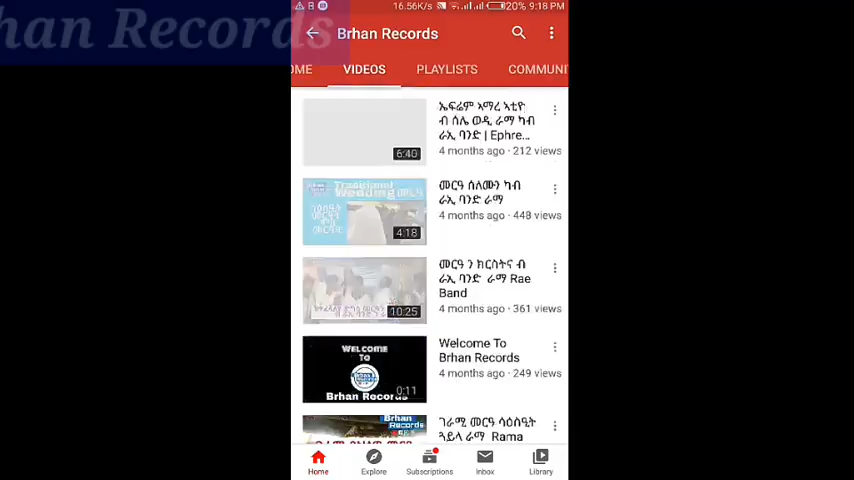 han Records
16.56K/s 20% 9:18 PM
Brhan Records
OME VIDEOS PLAYLISTS COMMUNI
ኤፍሬም ኣማረ ኣቲዮ
ብ ሰሌ ወዲ ራማ ካብ
ራኢ ባንድ | Ephre...
4 months ago · 212 views
6:40
መርዓ ሰለሙን ካብ
ራኢ ባንድ ራማ
4 months ago · 448 views
Traditional
Wedding
4:18
መርዓ ን ክርስትና ብ
ራኢ ባንድ ራማ Rae
Band
4 months ago · 361 views
10:25
Welcome To
Brhan Records
4 months ago · 249 views
WELCOME
TO
Brhan Records
0:11
ገራሚ መርዓ ሳዕስዒት
ጓይላ ራማ Rama
Brhan
Records
Home Explore Subscriptions Inbox Library